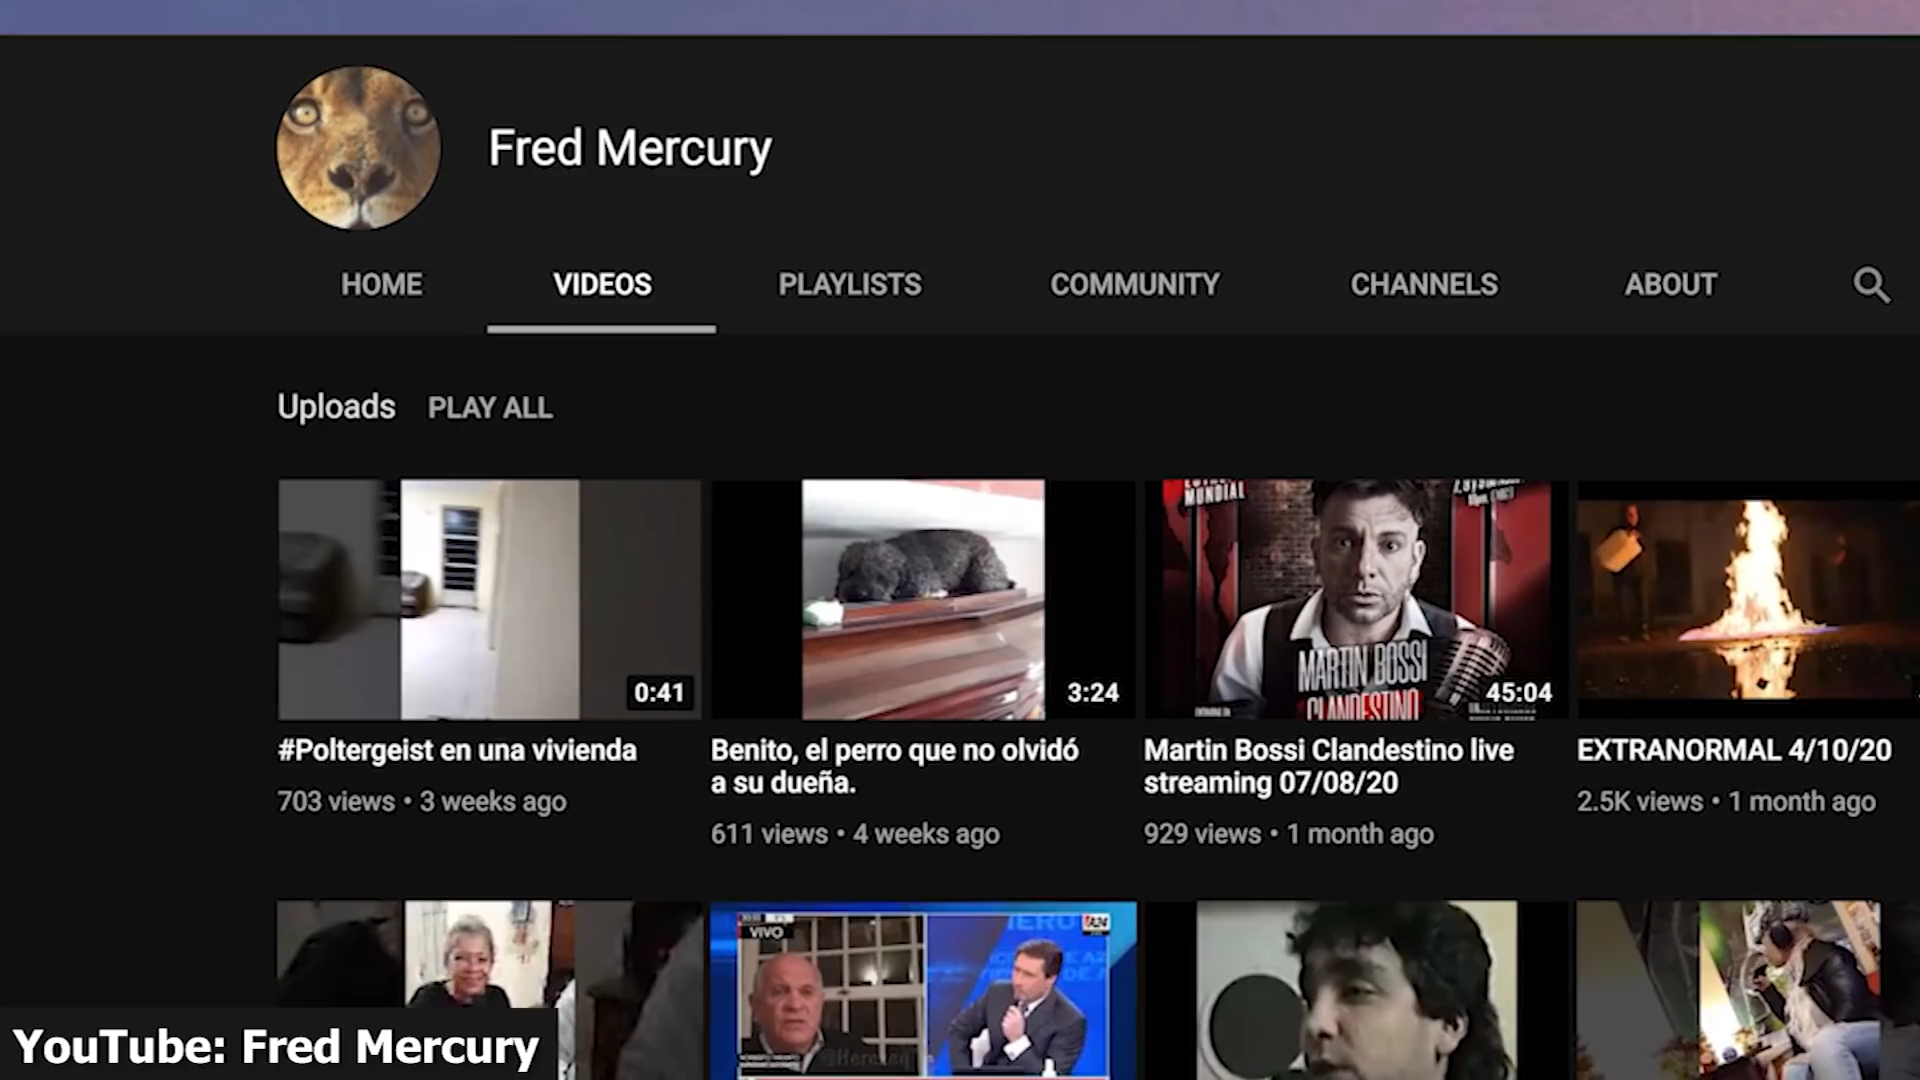 Fred Mercury
HOME VIDEOS PLAYLISTS COMMUNITY CHANNELS ABOUT
Uploads PLAY ALL
MUNDIAL
MARTIN BOSSI
CLANDESTINO
0:41
3:24
45:04
#Poltergeist en una vivienda
703 views • 3 weeks ago
Benito, el perro que no olvidó
a su dueña.
611 views • 4 weeks ago
Martin Bossi Clandestino live
streaming 07/08/20
929 views • 1 month ago
EXTRANORMAL 4/10/20
2.5K views • 1 month ago
VIVO
A24
YouTube: Fred Mercury